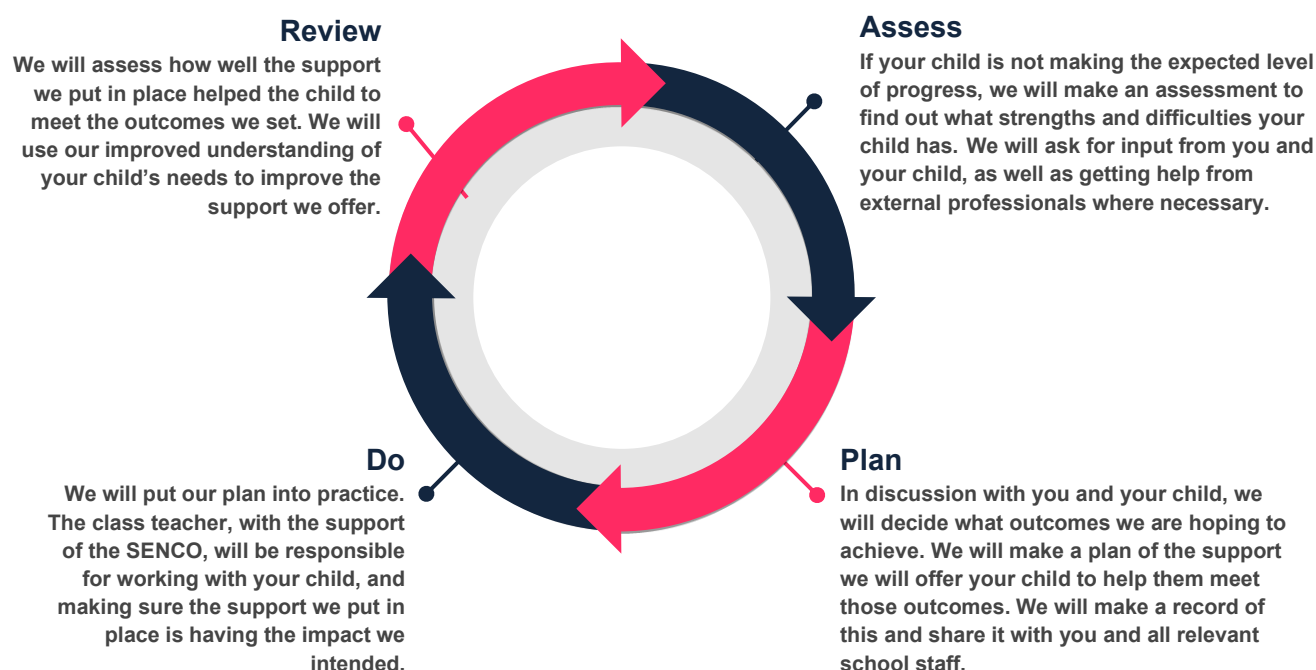 Review
We will assess how well the support
we put in place helped the child to
meet the outcomes we set. We will
use our improved understanding of
your child’s needs to improve the
support we offer.
Assess
If your child is not making the expected level
of progress, we will make an assessment to
find out what strengths and difficulties your
child has. We will ask for input from you and
your child, as well as getting help from
external professionals where necessary.
Do
We will put our plan into practice.
The class teacher, with the support
of the SENCO, will be responsible
for working with your child, and
making sure the support we put in
place is having the impact we
intended.
Plan
In discussion with you and your child, we
will decide what outcomes we are hoping to
achieve. We will make a plan of the support
we will offer your child to help them meet
those outcomes. We will make a record of
this and share it with you and all relevant
school staff.